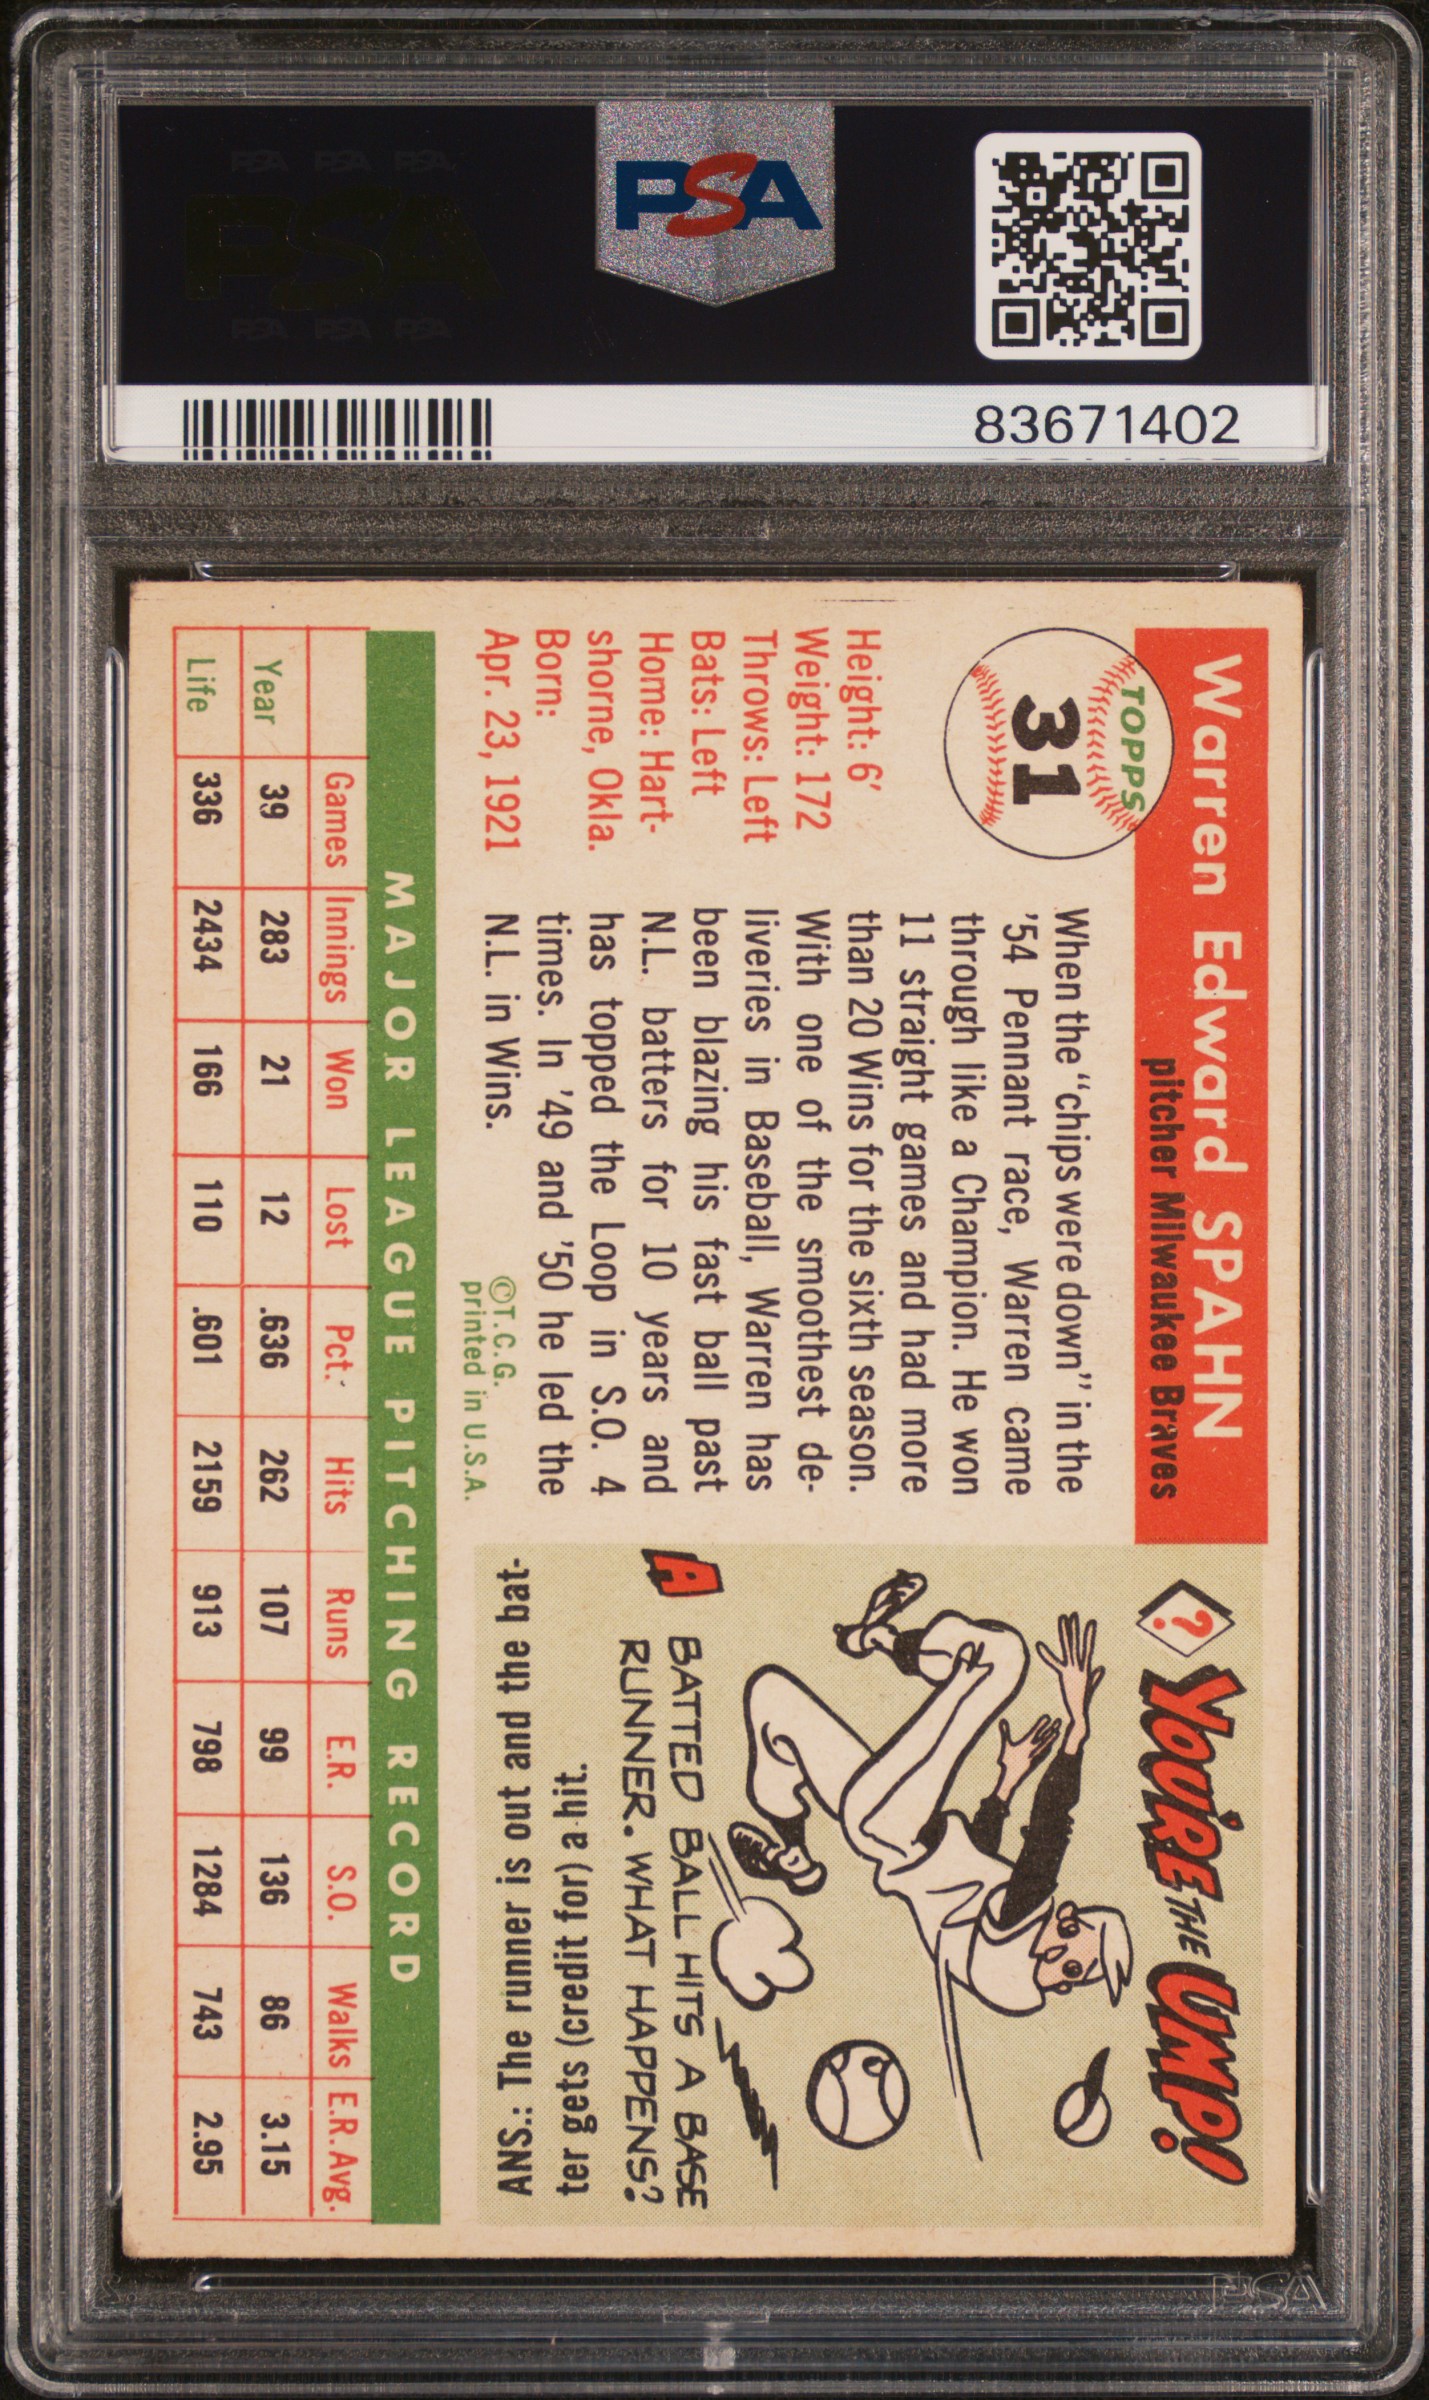 PSA PSA PSA
PSA
PSA PSA PSA
PSA
83671402
Warren Edward SPAHN
pitcher Milwaukee Braves
TOPPS
31
Height: 6'
Weight: 172
Throws: Left
Bats: Left
Home: Hart-
shorne, Okla.
Born:
Apr. 23, 1921
When the "chips were down" in the
'54 Pennant race, Warren came
through like a Champion. He won
11 straight games and had more
than 20 Wins for the sixth season.
With one of the smoothest de-
liveries in Baseball, Warren has
been blazing his fast ball past
N.L. batters for 10 years and
has topped the Loop in S.O. 4
times. In '49 and '50 he led the
N.L. in Wins.
©T.C.G.
printed in U.S.A.
? YOU'RE THE UMP!
A BATTED BALL HITS A BASE
RUNNER. WHAT HAPPENS?
ANS.: The runner is out and the bat-
ter gets (credit for) a hit.
MAJOR LEAGUE PITCHING RECORD
Games Innings Won Lost Pct. Hits Runs E.R. S.O. Walks E.R. Avg.
Year 39 283 21 12 .636 262 107 99 136 86 3.15
Life 336 2434 166 110 .601 2159 913 798 1284 743 2.95
PSA